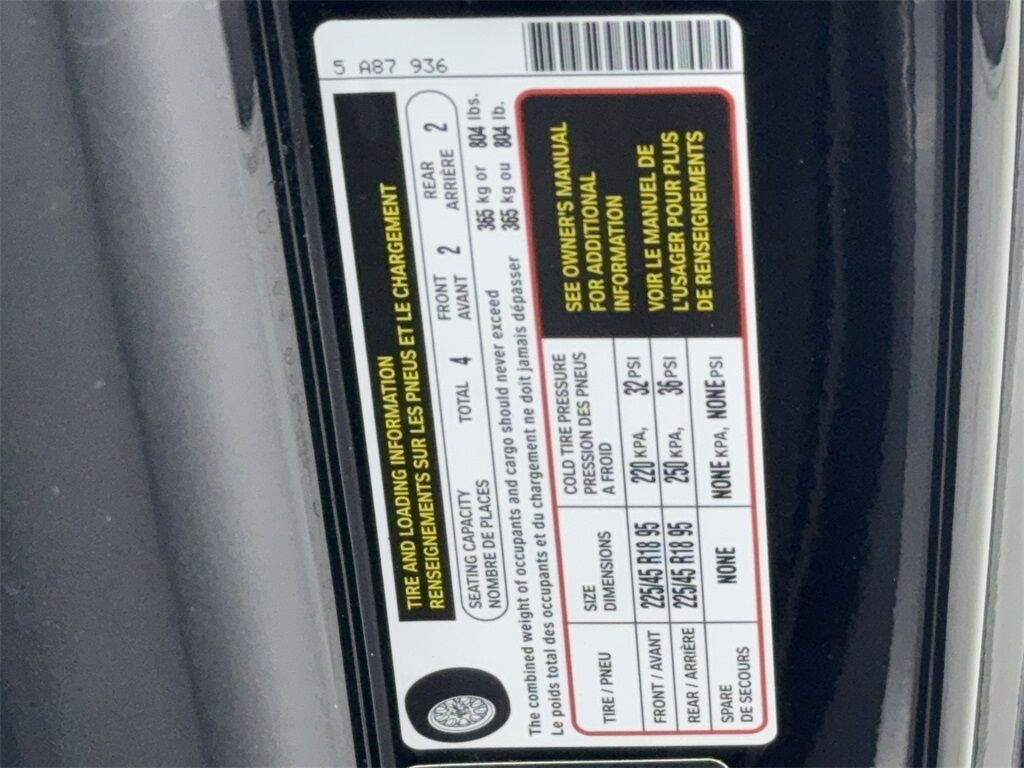 5 A87 936
TIRE AND LOADING INFORMATION
RENSEIGNEMENTS SUR LES PNEUS ET LE CHARGEMENT
SEATING CAPACITY TOTAL 4 FRONT 2 REAR 2
NOMBRE DE PLACES AVANT ARRIÈRE
The combined weight of occupants and cargo should never exceed 365 kg or 804 lbs.
Le poids total des occupants et du chargement ne doit jamais dépasser 365 kg ou 804 lb.
TIRE / PNEU
SIZE
DIMENSIONS
COLD TIRE PRESSURE
PRESSION DES PNEUS
A FROID
FRONT / AVANT 225/45 R18 95 220 KPA, 32 PSI
REAR / ARRIÈRE 225/45 R18 95 250 KPA, 36 PSI
SPARE
DE SECOURS
NONE NONE KPA, NONE PSI
SEE OWNER'S MANUAL
FOR ADDITIONAL
INFORMATION
VOIR LE MANUEL DE
L'USAGER POUR PLUS
DE RENSEIGNEMENTS